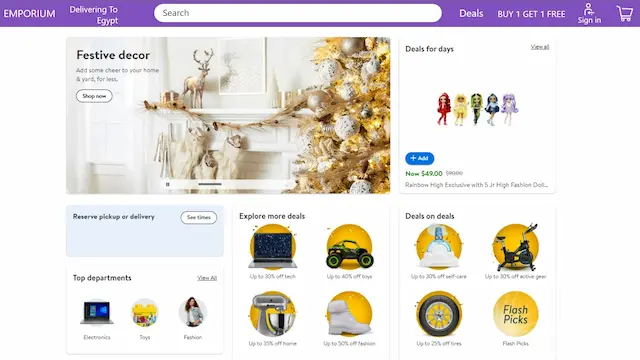 EMPORIUM
Delivering To
Egypt
Search
Deals
BUY 1 GET 1 FREE
Sign in
Festive decor
Add some cheer to your home
& yard, for less.
Shop now
Deals for days
View all
+ Add
Now $49.00
Rainbow High Exclusive with 5 Jr High Fashion Doll...
Reserve pickup or delivery
See times
Top departments
View All
Electronics
Toys
Fashion
Explore more deals
Up to 30% off tech
Up to 40% off toys
Up to 35% off home
Up to 50% off fashion
Deals on deals
Up to 30% off self-care
Up to 30% off active gear
Up to 25% off tires
Flash
Picks
Flash Picks